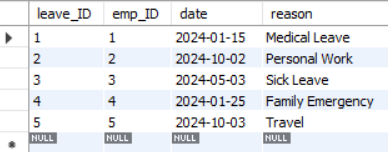 leave_ID emp_ID date reason
1 1 2024-01-15 Medical Leave
2 2 2024-10-02 Personal Work
3 3 2024-05-03 Sick Leave
4 4 2024-01-25 Family Emergency
5 5 2024-10-03 Travel
NULL NULL NULL NULL